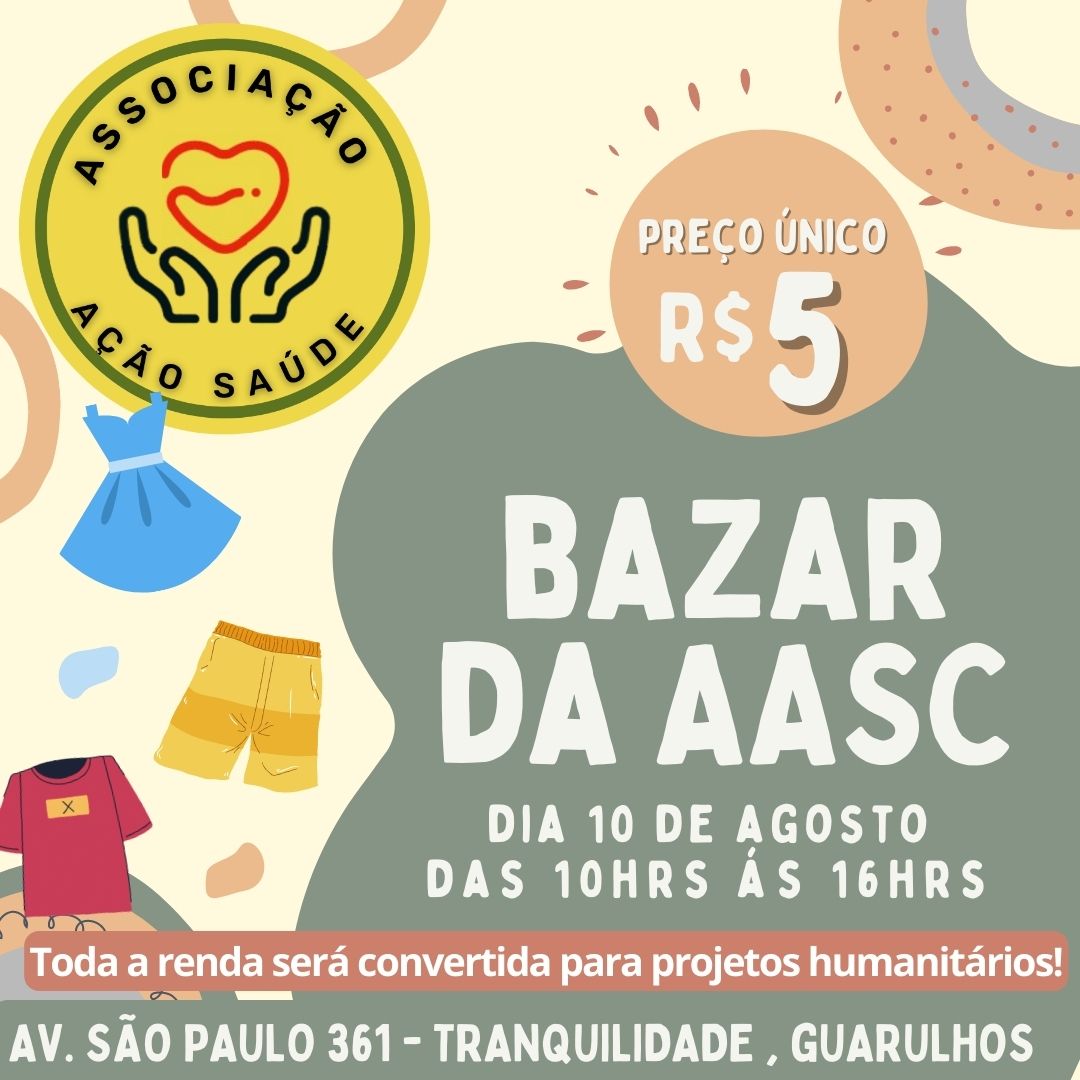 ASSOCIAÇÃO
AÇÃO SAÚDE
PREÇO ÚNICO
R$5
BAZAR
DA AASC
DIA 10 DE AGOSTO
DAS 10HRS ÁS 16HRS
X
Toda a renda será convertida para projetos humanitários!
AV. SÃO PAULO 361 - TRANQUILIDADE , GUARULHOS